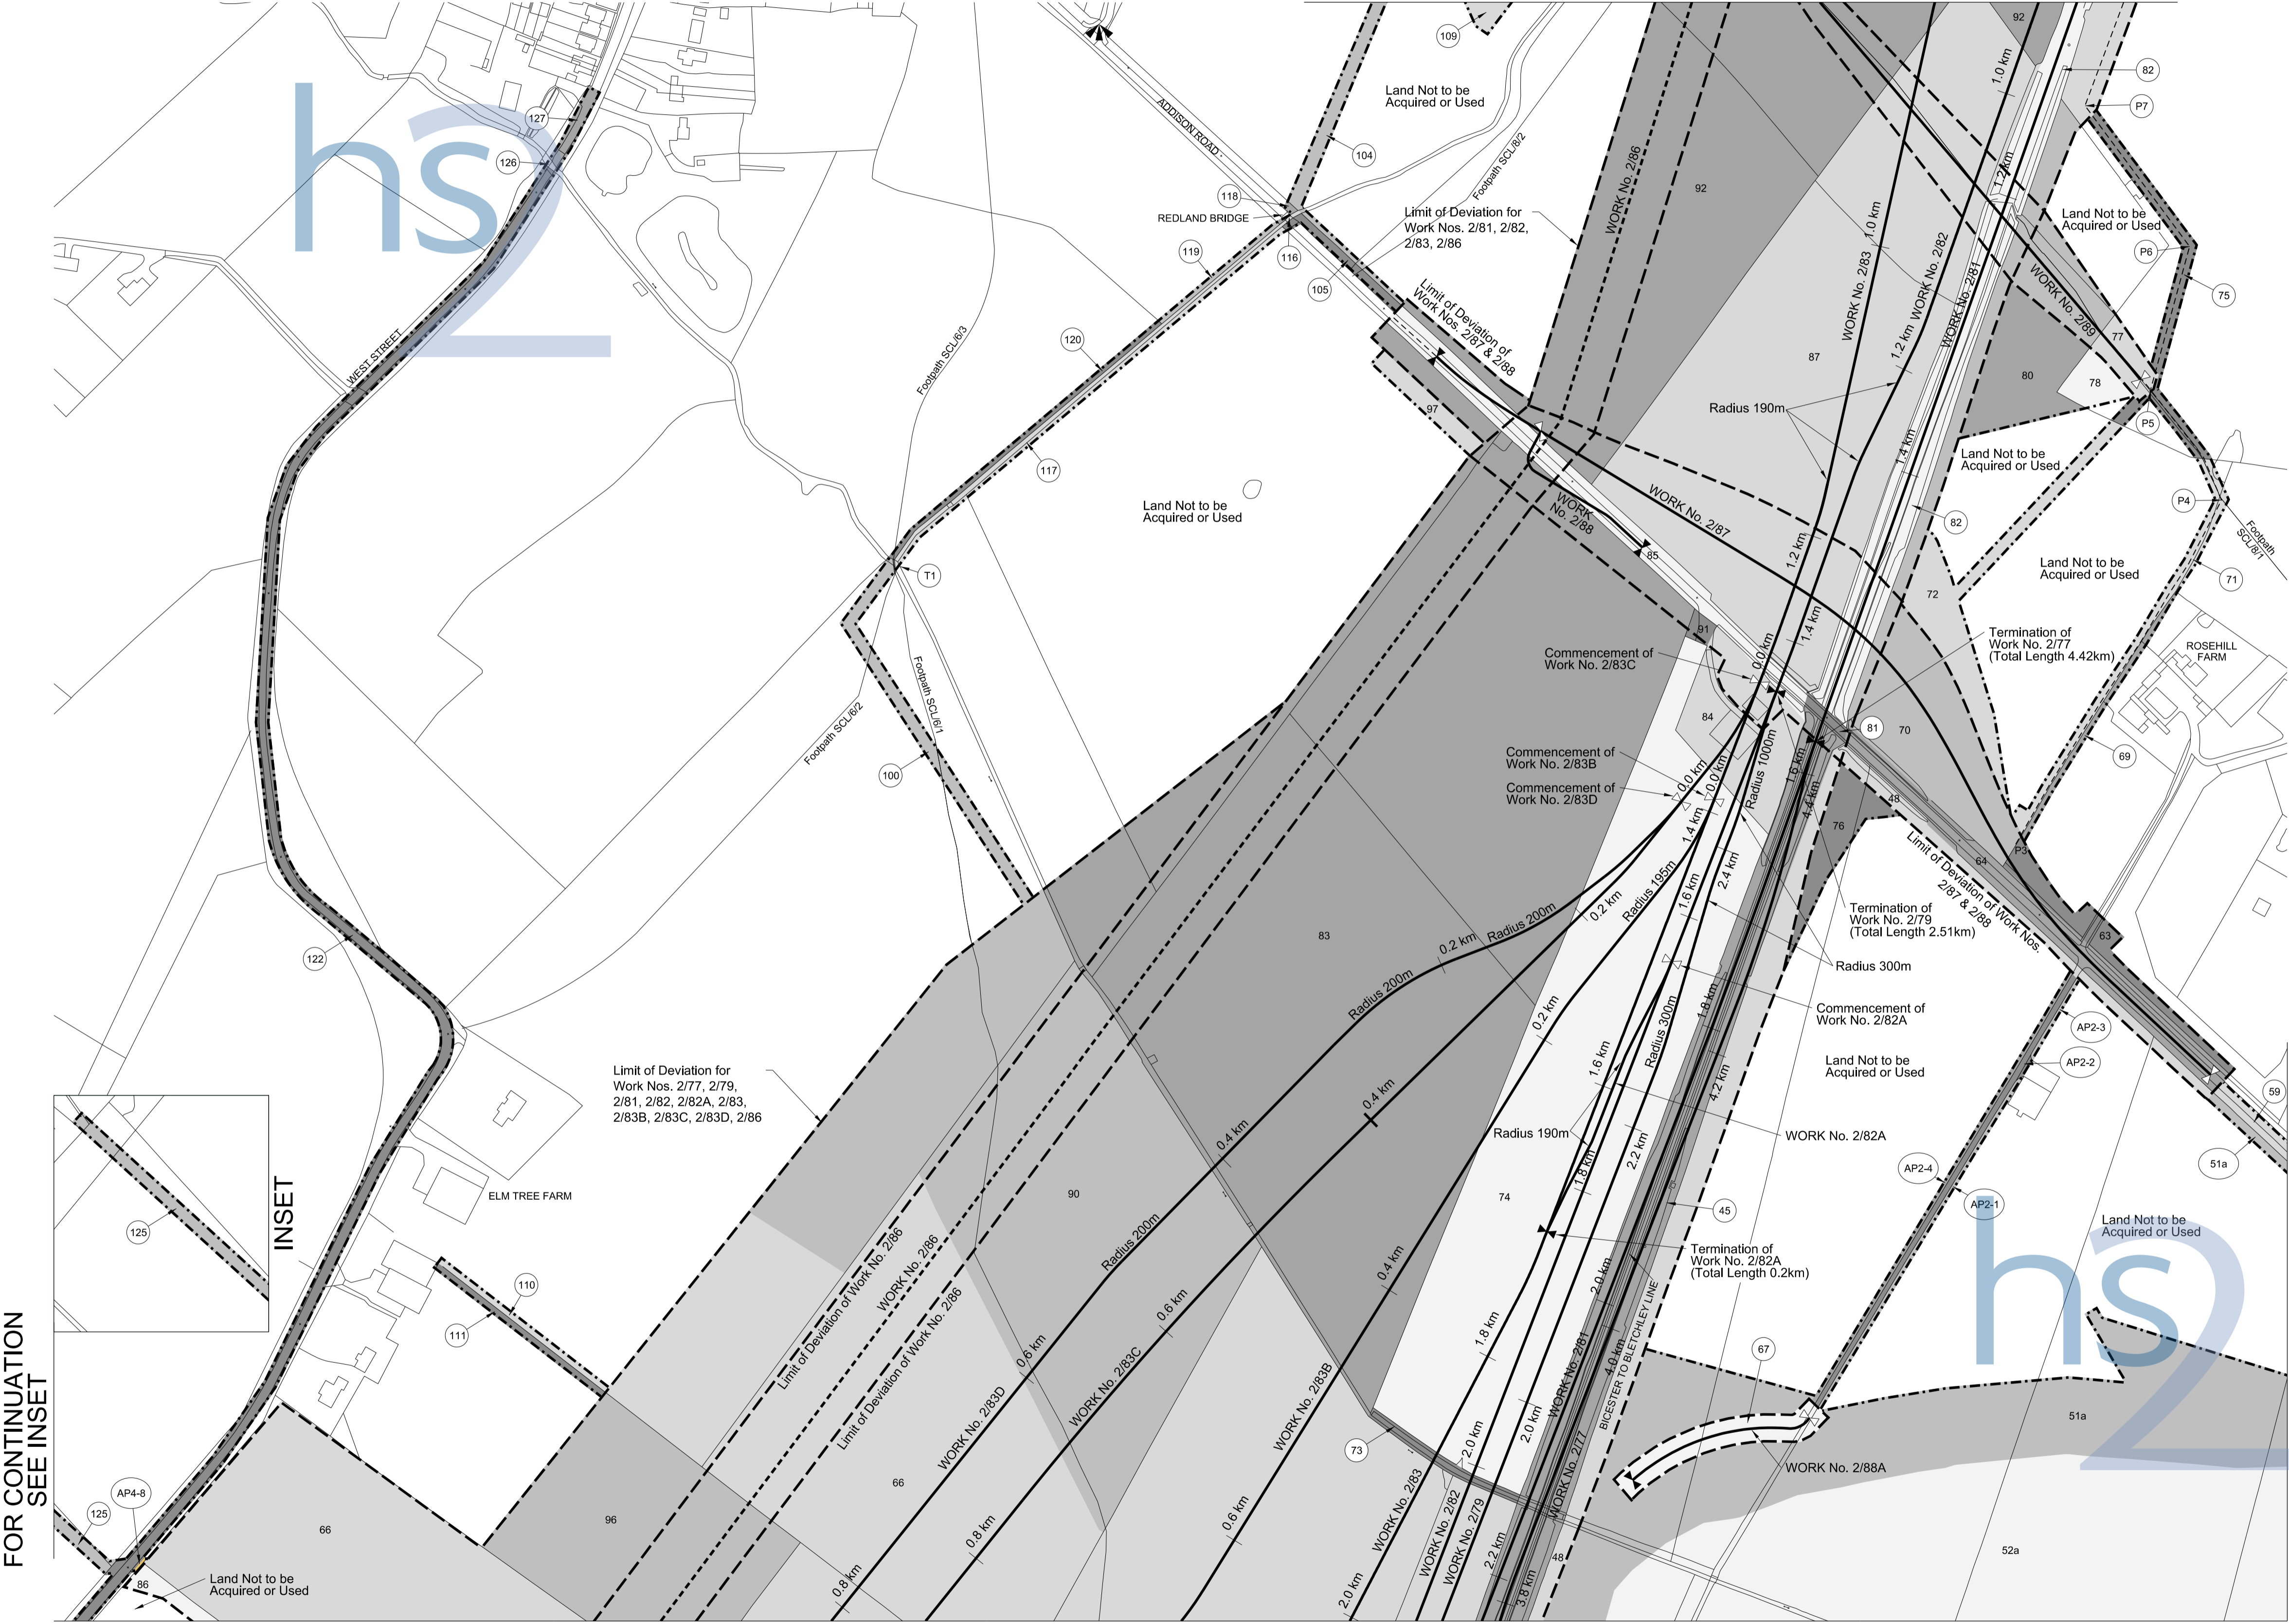 92
109
82
P7
1.0 km
Land Not to be
Acquired or Used
ADDISON ROAD
127
hs2
126
104
Footpath SCL/8/2
WORK No. 2/86
92
1.2km
118
REDLAND BRIDGE
Limit of Deviation for
Work Nos. 2/81, 2/82,
2/83, 2/86
1.0 km
WORK No. 2/83
WORK No. 2/82
WORK No. 2/81
Land Not to be
Acquired or Used
P6
119
116
105
75
WORK No. 2/89
Limit of Deviation of
Work Nos. 2/87 & 2/88
77
WEST STREET
Footpath SCL/6/3
120
87
1.2 km
80
78
Radius 190m
97
P5
117
1.4 km
Land Not to be
Acquired or Used
P4
Land Not to be
Acquired or Used
WORK
No. 2/88
WORK No. 2/87
82
Footpath
SCL/8/1
85
1.2 km
T1
Land Not to be
Acquired or Used
71
72
91
1.4 km
Termination of
Work No. 2/77
(Total Length 4.42km)
ROSEHILL
FARM
Commencement of
Work No. 2/83C
0.0 km
Footpath SCL/6/1
Footpath SCL/6/2
84
81
70
69
100
Commencement of
Work No. 2/83B
Commencement of
Work No. 2/83D
0.0 km
0.0 km
Radius 1000m
1.6 km
4.4 km
48
76
1.4 km
64
P3
Limit of Deviation of Work Nos.
2/87 & 2/88
2.4 km
Radius 195m
1.6 km
0.2 km
Radius 200m
0.2 km
83
Termination of
Work No. 2/79
(Total Length 2.51km)
63
122
Radius 300m
Radius 200m
0.2 km
Radius 300m
1.8 km
Commencement of
Work No. 2/82A
AP2-3
AP2-2
Land Not to be
Acquired or Used
Limit of Deviation for
Work Nos. 2/77, 2/79,
2/81, 2/82, 2/82A, 2/83,
2/83B, 2/83C, 2/83D, 2/86
1.6 km
4.2 km
0.4 km
0.4 km
59
Radius 190m
2.2 km
WORK No. 2/82A
51a
AP2-4
AP2-1
1.8 km
ELM TREE FARM
90
74
45
INSET
125
Land Not to be
Acquired or Used
hs2
Limit of Deviation of Work No. 2/86
WORK No. 2/86
Limit of Deviation of Work No. 2/86
Radius 200m
0.4 km
Termination of
Work No. 2/82A
(Total Length 0.2km)
2.0 km
BICESTER TO BLETCHLEY LINE
110
111
0.6 km
0.6 km
1.8 km
WORK No. 2/81
4.0 km
67
FOR CONTINUATION
SEE INSET
WORK No. 2/83D
WORK No. 2/83C
WORK No. 2/83B
2.0 km
51a
73
2.0 km
WORK No. 2/77
WORK No. 2/88A
66
AP4-8
125
66
96
0.8 km
0.6 km
WORK No. 2/83
WORK No. 2/82
WORK No. 2/79
2.2 km
48
52a
86
Land Not to be
Acquired or Used
0.8 km
2.0 km
3.8 km